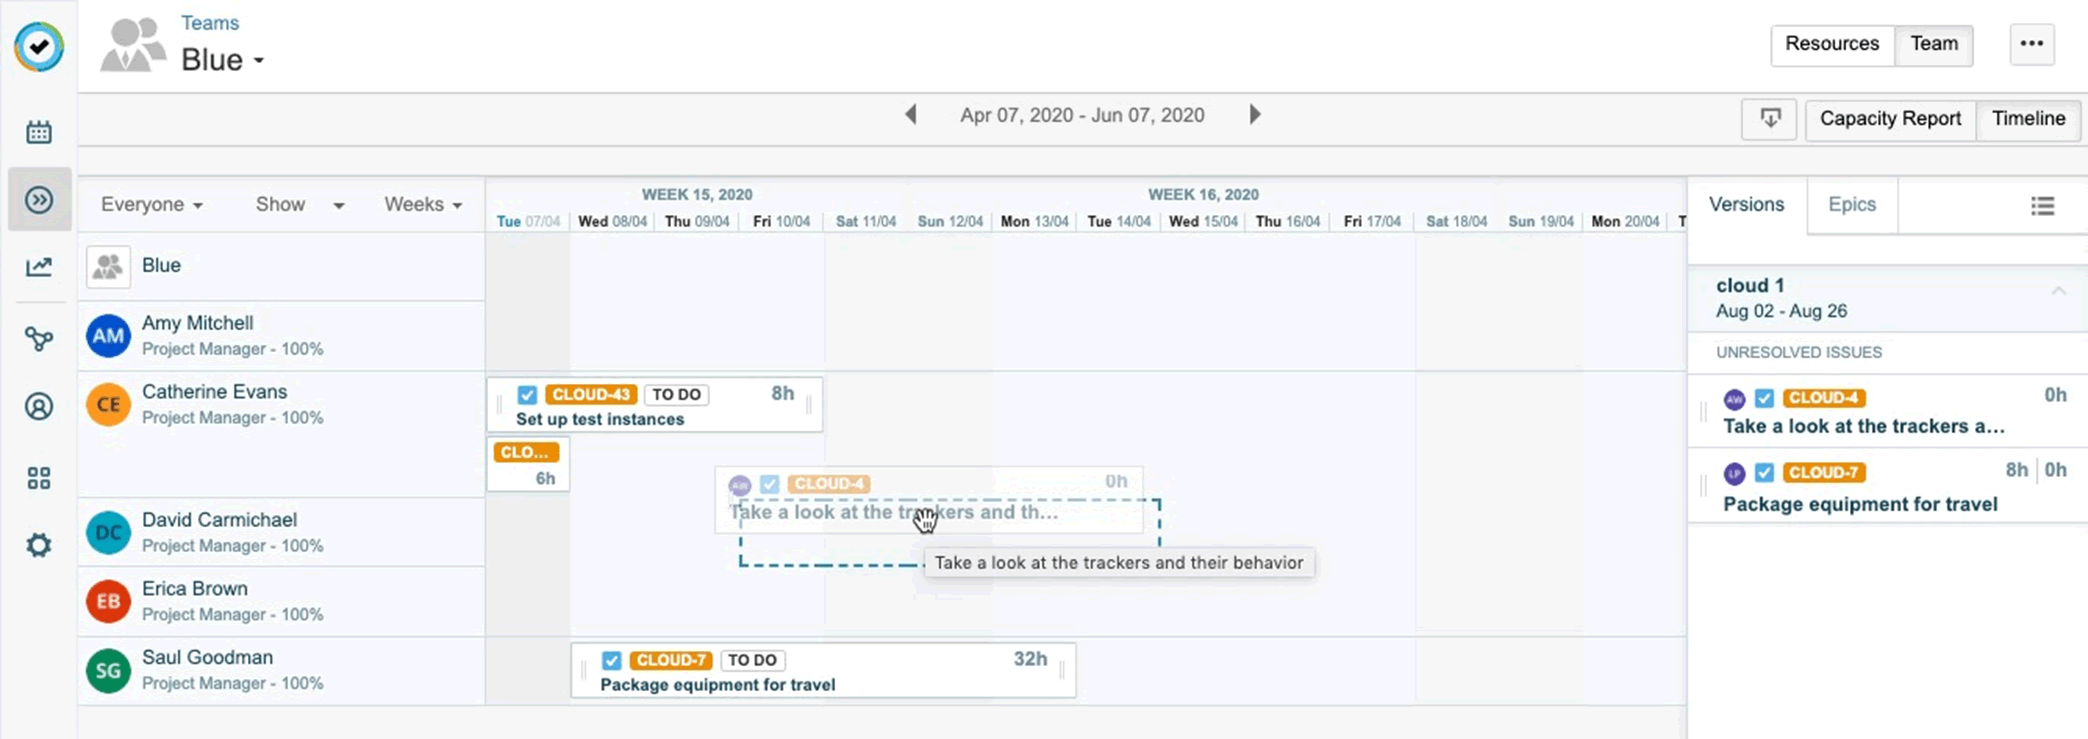 Teams
Blue
Resources
Team
Apr 07, 2020 - Jun 07, 2020
Capacity Report
Timeline
Everyone
Show
Weeks
WEEK 15, 2020
WEEK 16, 2020
Tue 07/04
Wed 08/04
Thu 09/04
Fri 10/04
Sat 11/04
Sun 12/04
Mon 13/04
Tue 14/04
Wed 15/04
Thu 16/04
Fri 17/04
Sat 18/04
Sun 19/04
Mon 20/04
T
Versions
Epics
Blue
cloud 1
Aug 02 - Aug 26
UNRESOLVED ISSUES
AM
Amy Mitchell
Project Manager - 100%
CE
Catherine Evans
Project Manager - 100%
CLOUD-43 TO DO 8h
Set up test instances
CLO...
6h
AW CLOUD-4 0h
Take a look at the trackers a...
LP CLOUD-7 8h 0h
Package equipment for travel
AW CLOUD-4 0h
Take a look at the trackers and th...
Take a look at the trackers and their behavior
DC
David Carmichael
Project Manager - 100%
EB
Erica Brown
Project Manager - 100%
SG
Saul Goodman
Project Manager - 100%
CLOUD-7 TO DO 32h
Package equipment for travel